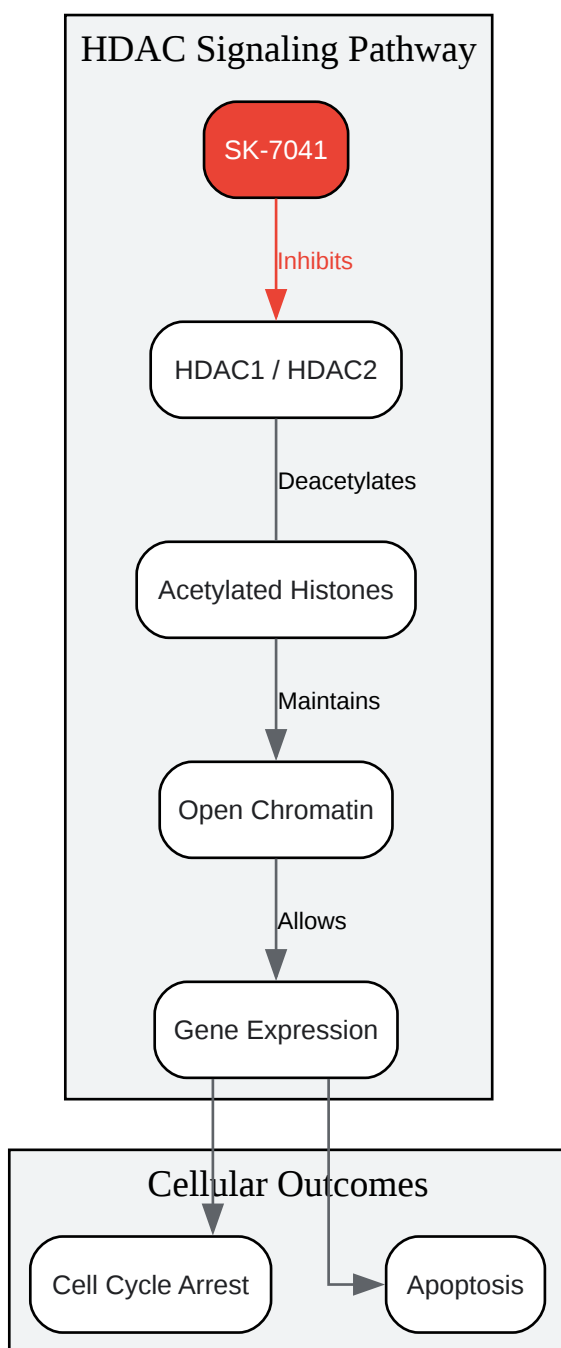 HDAC Signaling Pathway
SK-7041
Inhibits
HDAC1 / HDAC2
Deacetylates
Acetylated Histones
Maintains
Open Chromatin
Allows
Gene Expression
Cellular Outcomes
Cell Cycle Arrest
Apoptosis